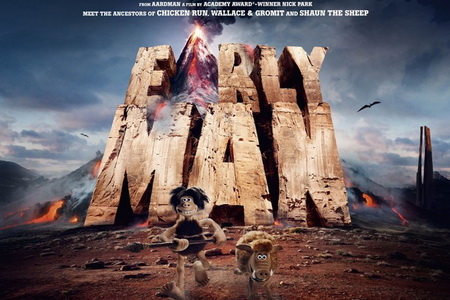 FROM AARDMAN A FILM BY ACADEMY AWARD®-WINNER NICK PARK
MEET THE ANCESTORS OF CHICKEN RUN, WALLACE & GROMIT AND SHAUN THE SHEEP
EARLY
MAN